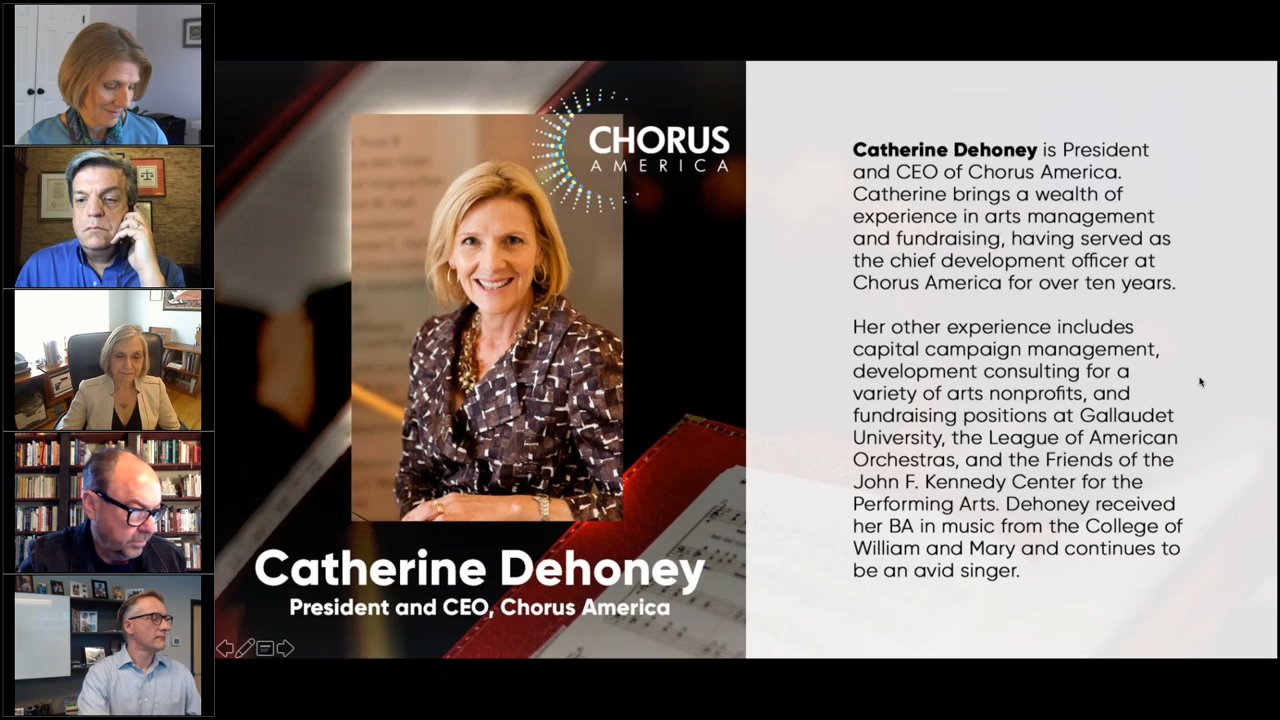 CHORUS
AMERICA
Catherine Dehoney
President and CEO, Chorus America
Catherine Dehoney is President
and CEO of Chorus America.
Catherine brings a wealth of
experience in arts management
and fundraising, having served as
the chief development officer at
Chorus America for over ten years.
Her other experience includes
capital campaign management,
development consulting for a
variety of arts nonprofits, and
fundraising positions at Gallaudet
University, the League of American
Orchestras, and the Friends of the
John F. Kennedy Center for the
Performing Arts. Dehoney received
her BA in music from the College of
William and Mary and continues to
be an avid singer.